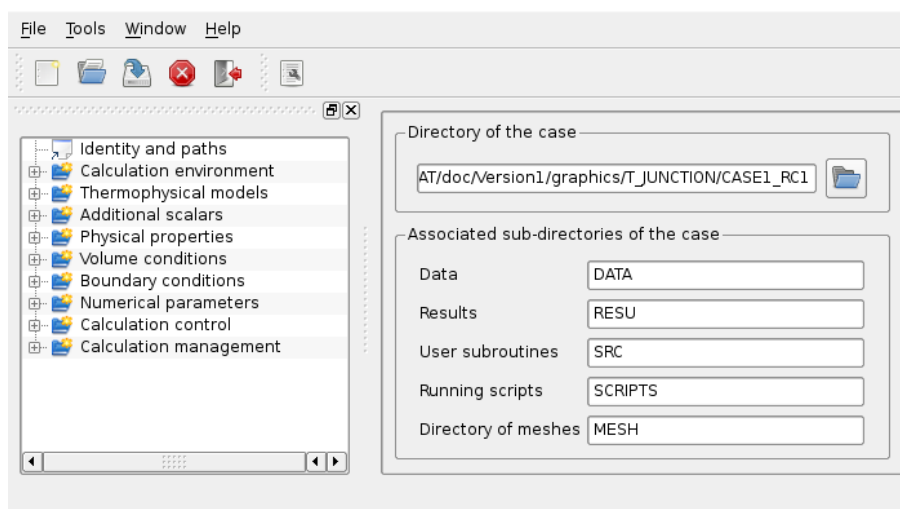 File Tools Window Help
Identity and paths
Calculation environment
Thermophysical models
Additional scalars
Physical properties
Volume conditions
Boundary conditions
Numerical parameters
Calculation control
Calculation management
Directory of the case
AT/doc/Version1/graphics/T_JUNCTION/CASE1_RC1
Associated sub-directories of the case
Data DATA
Results RESU
User subroutines SRC
Running scripts SCRIPTS
Directory of meshes MESH